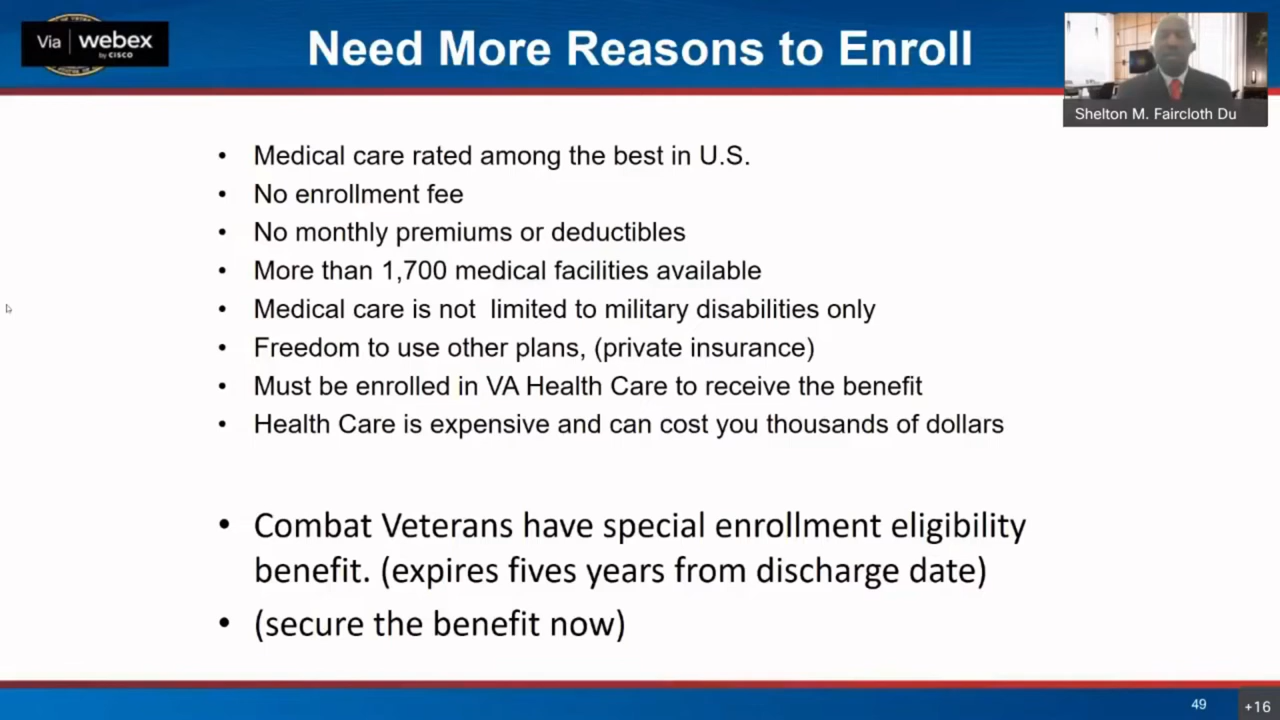 Via webex
by CISCO
Need More Reasons to Enroll
Shelton M. Faircloth Du
• Medical care rated among the best in U.S.
• No enrollment fee
• No monthly premiums or deductibles
• More than 1,700 medical facilities available
• Medical care is not  limited to military disabilities only
• Freedom to use other plans, (private insurance)
• Must be enrolled in VA Health Care to receive the benefit
• Health Care is expensive and can cost you thousands of dollars
• Combat Veterans have special enrollment eligibility
benefit. (expires fives years from discharge date)
• (secure the benefit now)
49
+16